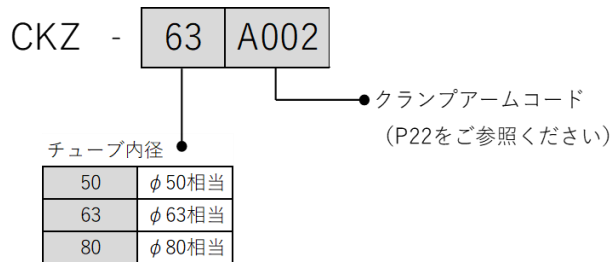 CKZ - 63 A002
クランプアームコード
(P22をご参照ください)
チューブ内径
50 φ50相当
63 φ63相当
80 φ80相当